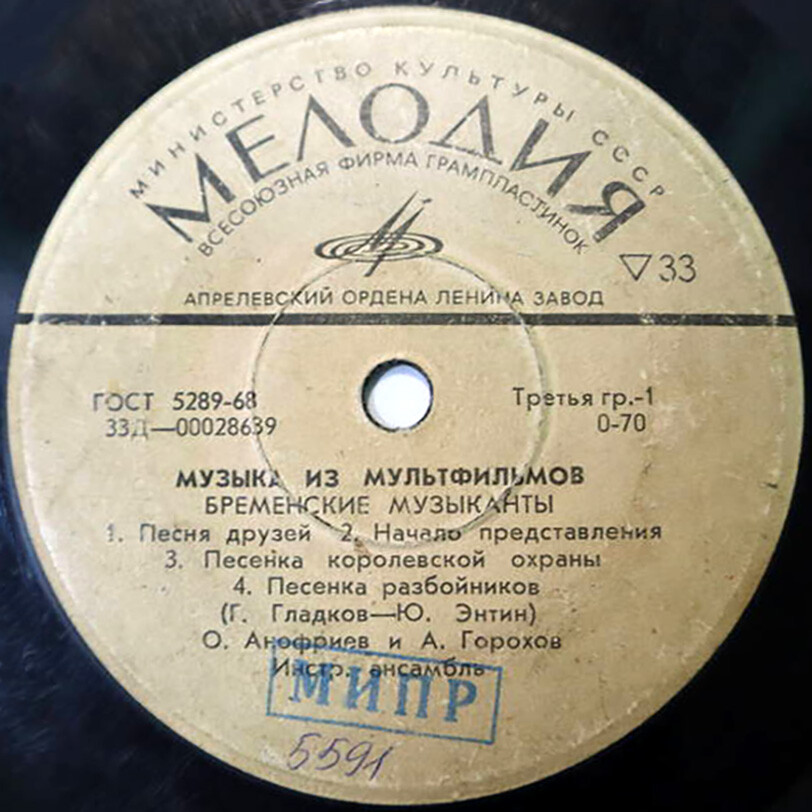 МИНИСТЕРСТВО КУЛЬТУРЫ СССР
МЕЛОДИЯ
ВСЕСОЮЗНАЯ ФИРМА ГРАМПЛАСТИНОК
▽33
АПРЕЛЕВСКИЙ ОРДЕНА ЛЕНИНА ЗАВОД
ГОСТ 5289-68 Третья гр.-1
33Д—00028639 0-70
МУЗЫКА ИЗ МУЛЬТФИЛЬМОВ
БРЕМЕНСКИЕ МУЗЫКАНТЫ
1. Песня друзей 2. Начало представления
3. Песенка королевской охраны
4. Песенка разбойников
(Г. Гладков—Ю. Энтин)
О. Анофриев и А. Горохов
Инстр. ансамбль
МИПР
5591